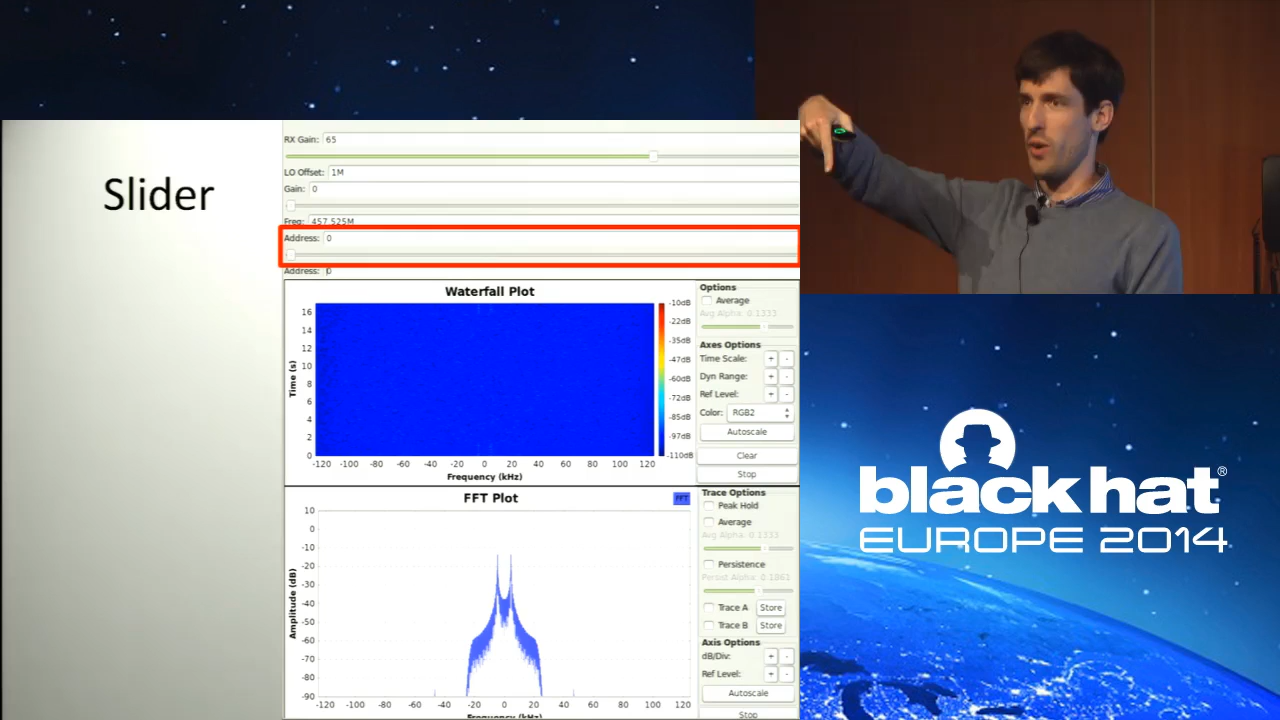 Slider
RX Gain: 65
LO Offset: 1M
Gain: 0
Freq: 457.525M
Address: 0
Address: 0
Waterfall Plot
Time (s)
16
14
12
10
8
6
4
2
0
-120 -100 -80 -60 -40 -20 0 20 40 60 80 100 120
Frequency (kHz)
-10dB
-22dB
-35dB
-47dB
-60dB
-72dB
-85dB
-97dB
-110dB
Options
Average
Avg Alpha: 0.1333
Axes Options
Time Scale: + -
Dyn Range: + -
Ref Level: + -
Color: RGB2
Autoscale
Clear
Stop
FFT Plot
FFT
Amplitude (dB)
10
0
-10
-20
-30
-40
-50
-60
-70
-80
-90
-120 -100 -80 -60 -40 -20 0 20 40 60 80 100 120
Frequency (kHz)
Trace Options
Peak Hold
Average
Avg Alpha: 0.1333
Persistence
Persist Alpha: 0.1861
Trace A Store
Trace B Store
Axis Options
dB/Div: + -
Ref Level: + -
Autoscale
Stop
black hat®
EUROPE 2014